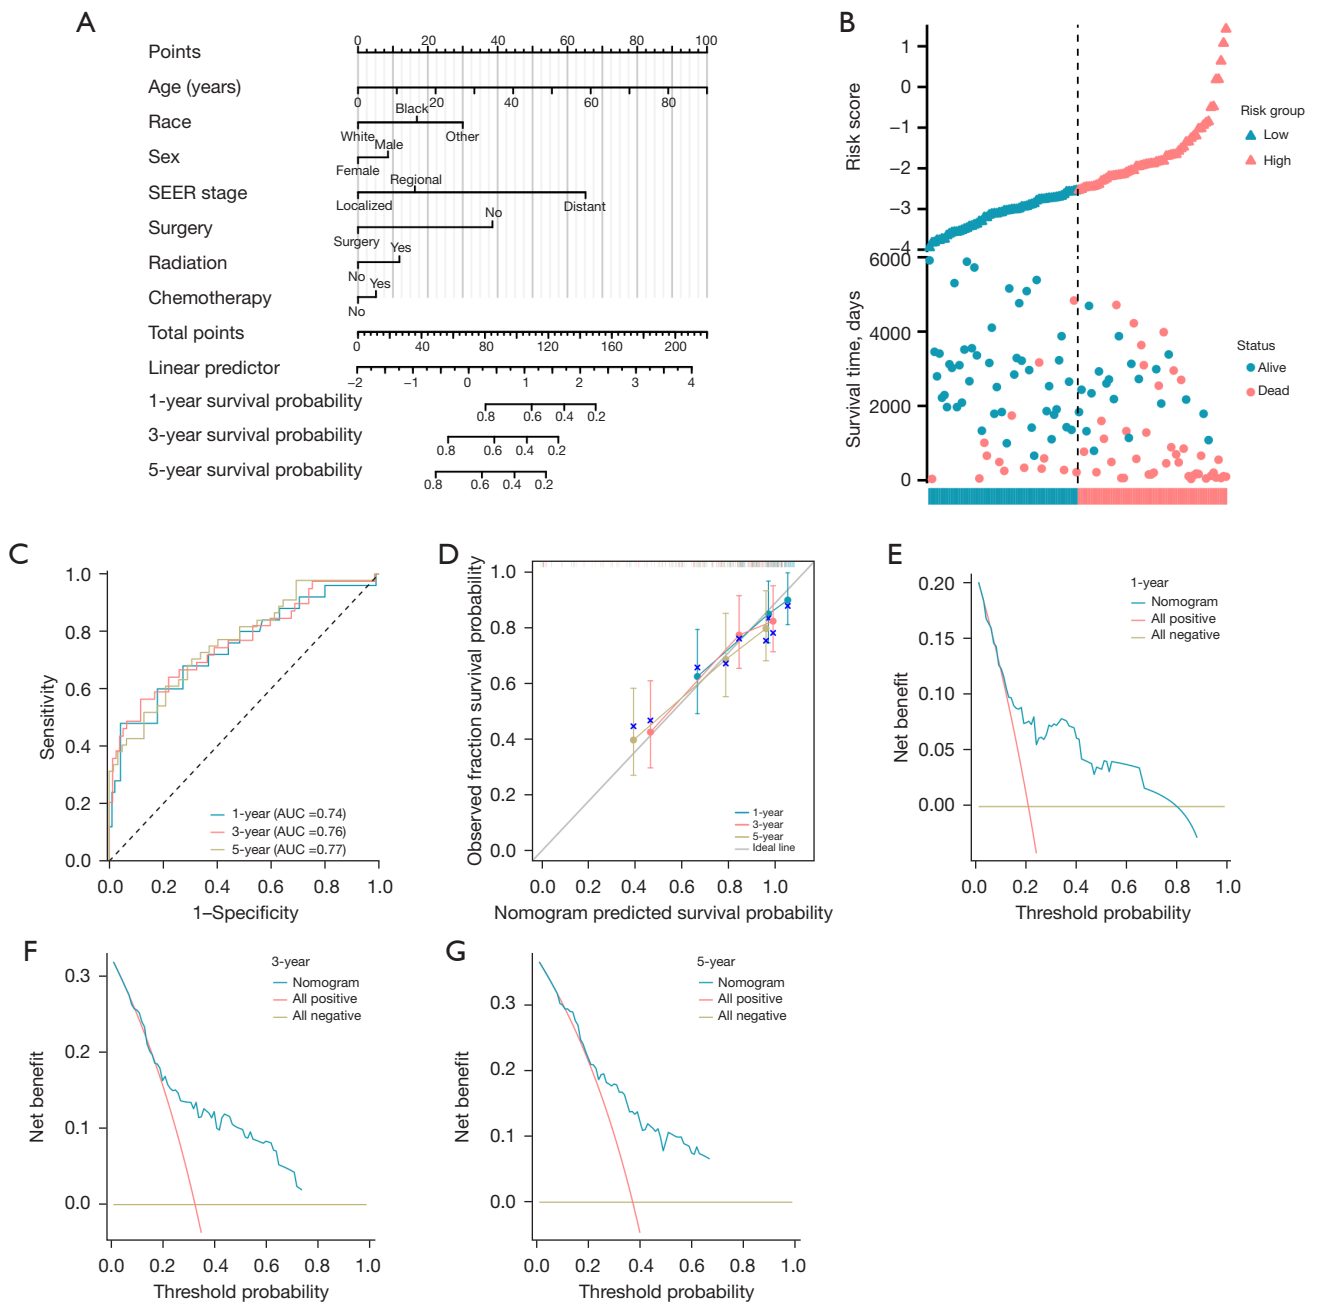 A
Points
0 20 40 60 80 100
Age (years)
0 20 40 60 80
Race
Black
White Other
Sex
Male
Female
SEER stage
Regional
Localized Distant
Surgery
No
Surgery
Radiation
Yes
No
Chemotherapy
Yes
No
Total points
0 40 80 120 160 200
Linear predictor
−2 −1 0 1 2 3 4
1-year survival probability
0.8 0.6 0.4 0.2
3-year survival probability
0.8 0.6 0.4 0.2
5-year survival probability
0.8 0.6 0.4 0.2
B
Risk score
1
0
−1
−2
−3
−4
Risk group
Low
High
Survival time, days
6000
4000
2000
0
Status
Alive
Dead
C
Sensitivity
1.0
0.8
0.6
0.4
0.2
0.0
1-year (AUC =0.74)
3-year (AUC =0.76)
5-year (AUC =0.77)
0.0 0.2 0.4 0.6 0.8 1.0
1–Specificity
D
Observed fraction survival probability
1.0
0.8
0.6
0.4
0.2
0.0
1-year
3-year
5-year
Ideal line
0.0 0.2 0.4 0.6 0.8 1.0
Nomogram predicted survival probability
E
Net benefit
0.20
0.15
0.10
0.05
0.00
1-year
Nomogram
All positive
All negative
0.0 0.2 0.4 0.6 0.8 1.0
Threshold probability
F
Net benefit
0.3
0.2
0.1
0.0
3-year
Nomogram
All positive
All negative
0.0 0.2 0.4 0.6 0.8 1.0
Threshold probability
G
Net benefit
0.3
0.2
0.1
0.0
5-year
Nomogram
All positive
All negative
0.0 0.2 0.4 0.6 0.8 1.0
Threshold probability